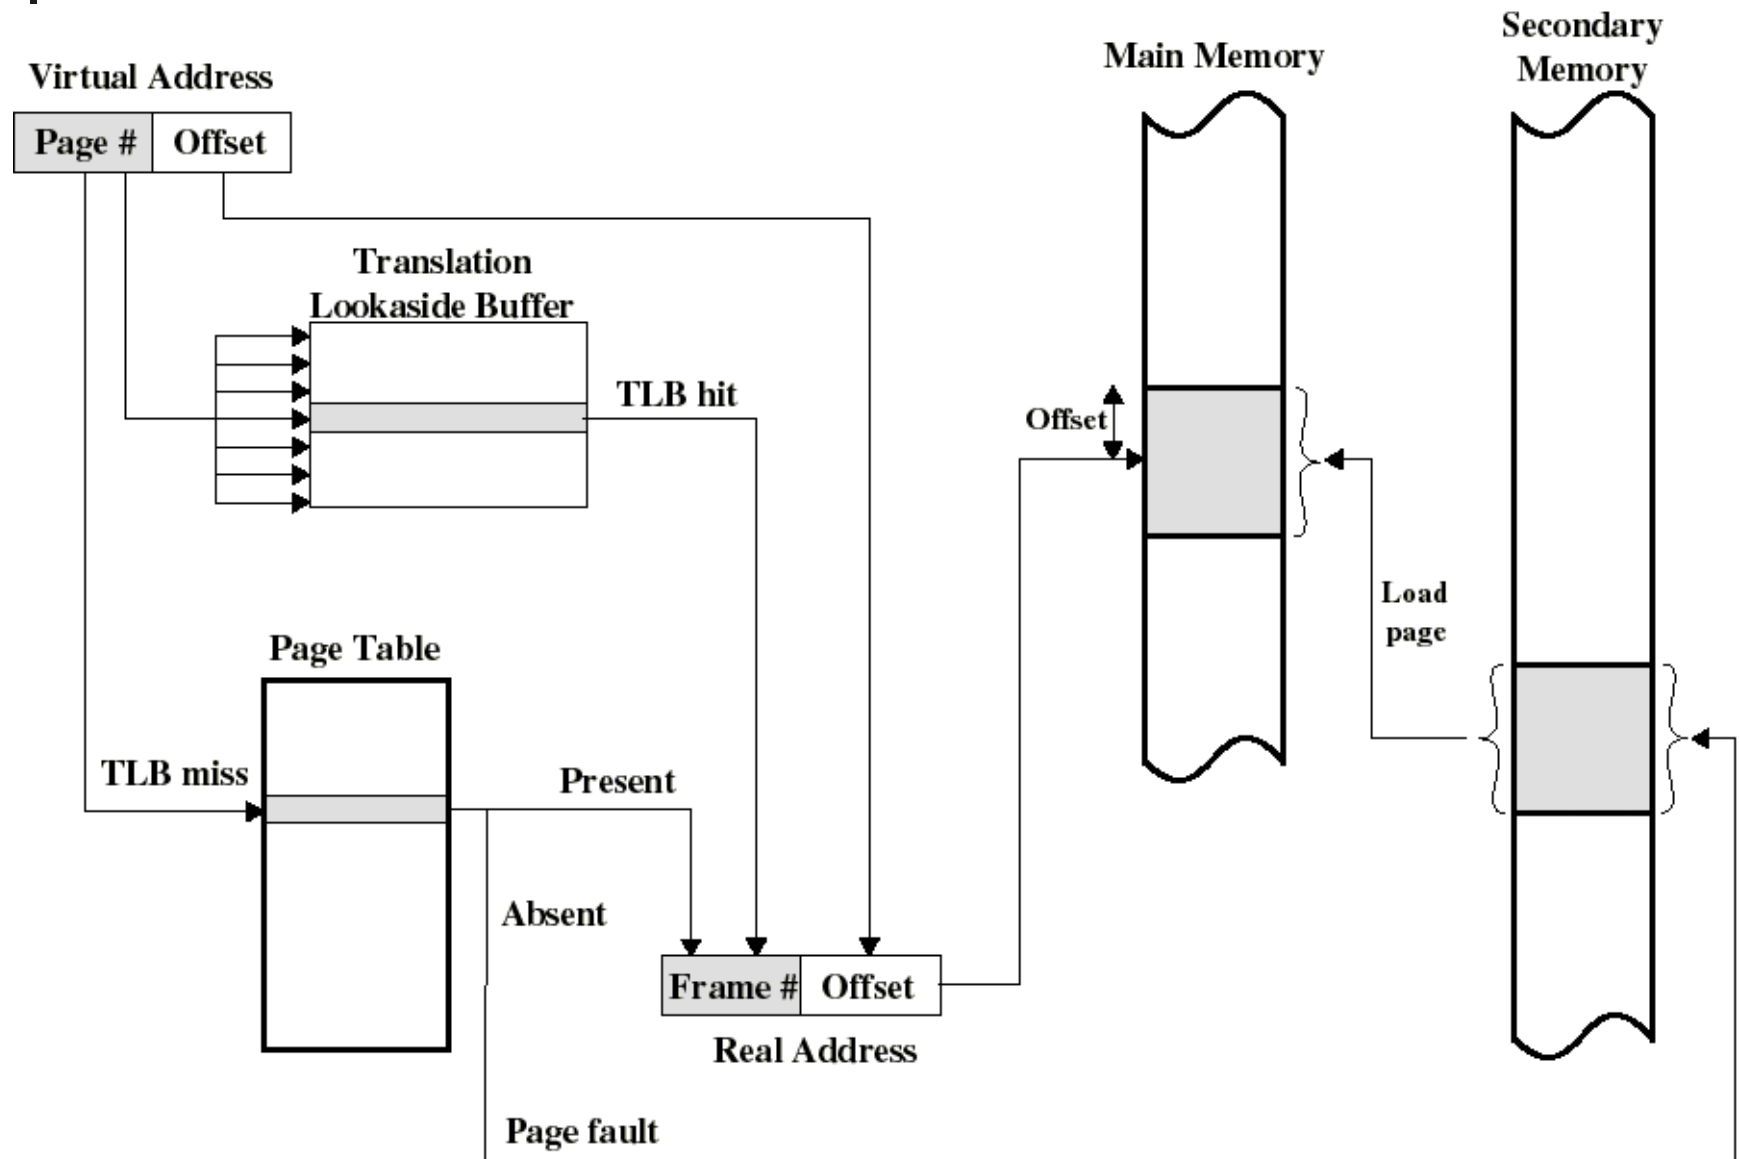 Secondary
Memory
Main Memory
Virtual Address
Page #
Offset
Translation
Lookaside Buffer
TLB hit
Offset
Load
page
Page Table
TLB miss
Present
Absent
Frame #
Offset
Real Address
Page fault